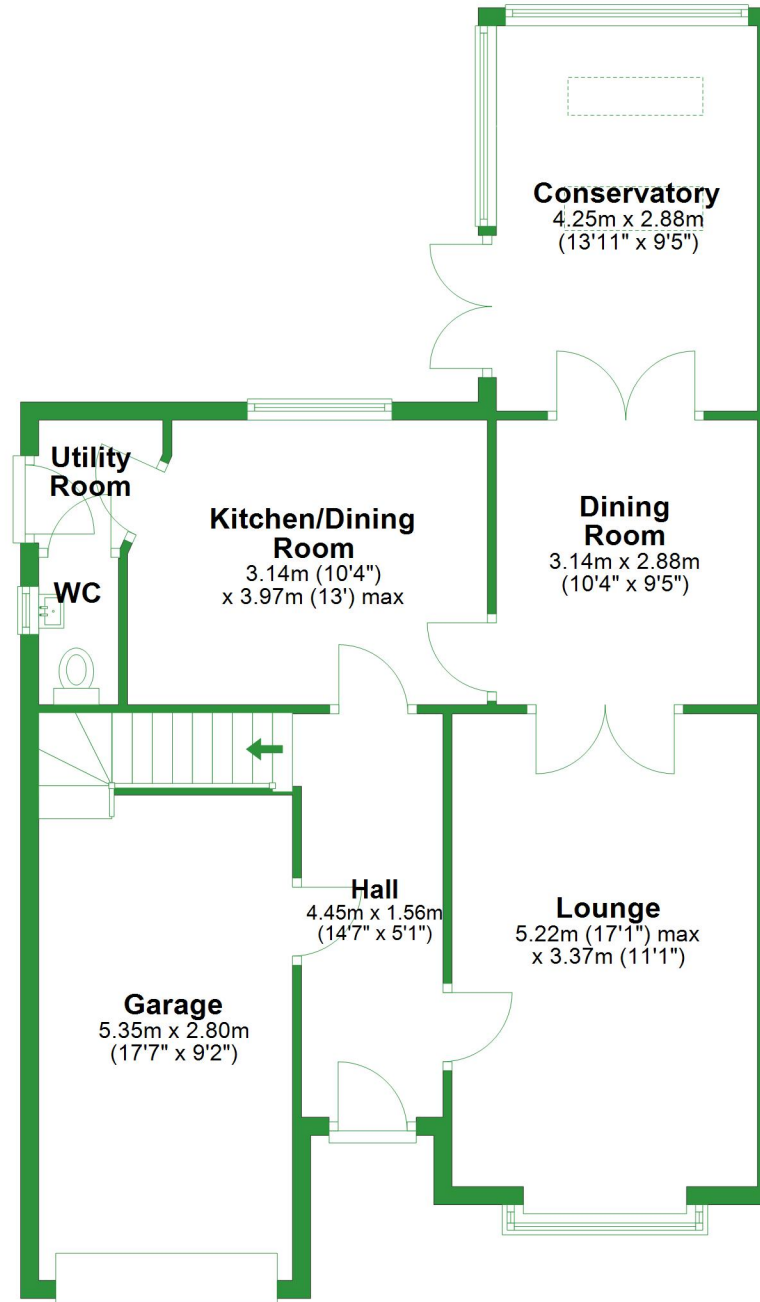 Conservatory
4.25m x 2.88m
(13'11" x 9'5")
Utility
Room
Kitchen/Dining
Room
3.14m (10'4")
x 3.97m (13') max
Dining
Room
3.14m x 2.88m
(10'4" x 9'5")
WC
Hall
4.45m x 1.56m
(14'7" x 5'1")
Lounge
5.22m (17'1") max
x 3.37m (11'1")
Garage
5.35m x 2.80m
(17'7" x 9'2")